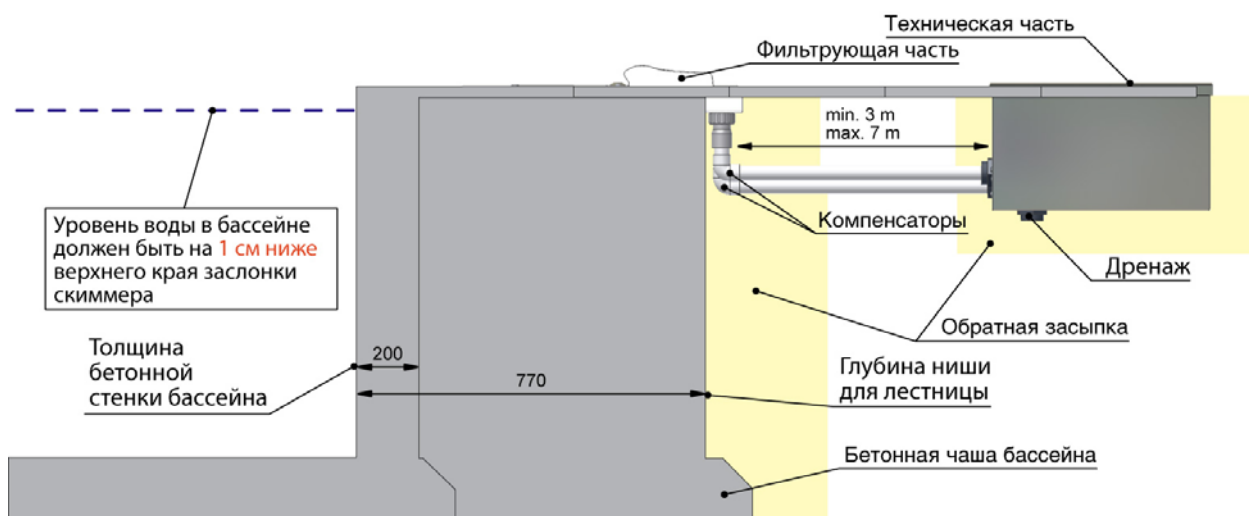 Техническая часть
Фильтрующая часть
min. 3 m
max. 7 m
Уровень воды в бассейне
должен быть на 1 см ниже
верхнего края заслонки
скиммера
Компенсаторы
Дренаж
Обратная засыпка
Толщина
бетонной
стенки бассейна
200
770
Глубина ниши
для лестницы
Бетонная чаша бассейна